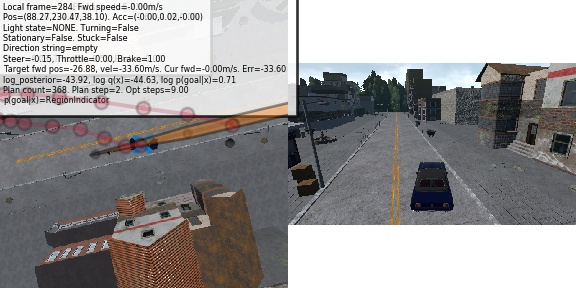 Local frame=284. Fwd speed=-0.00m/s
Pos=(88.27,230.47,38.10). Acc=(-0.00,0.02,-0.00)
Light state=NONE. Turning=False
Stationary=False. Stuck=False
Direction string=empty
Steer=-0.15, Throttle=0.00, Brake=1.00
Target fwd pos=-26.88, vel=-33.60m/s. Cur fwd=-0.00m/s. Err=-33.60
log_posterior=-43.92, log q(x)=-44.63, log p(goal|x)=0.71
Plan_count=368. Plan step=2. Opt steps=9.00
p(goal|x)=RegionIndicator